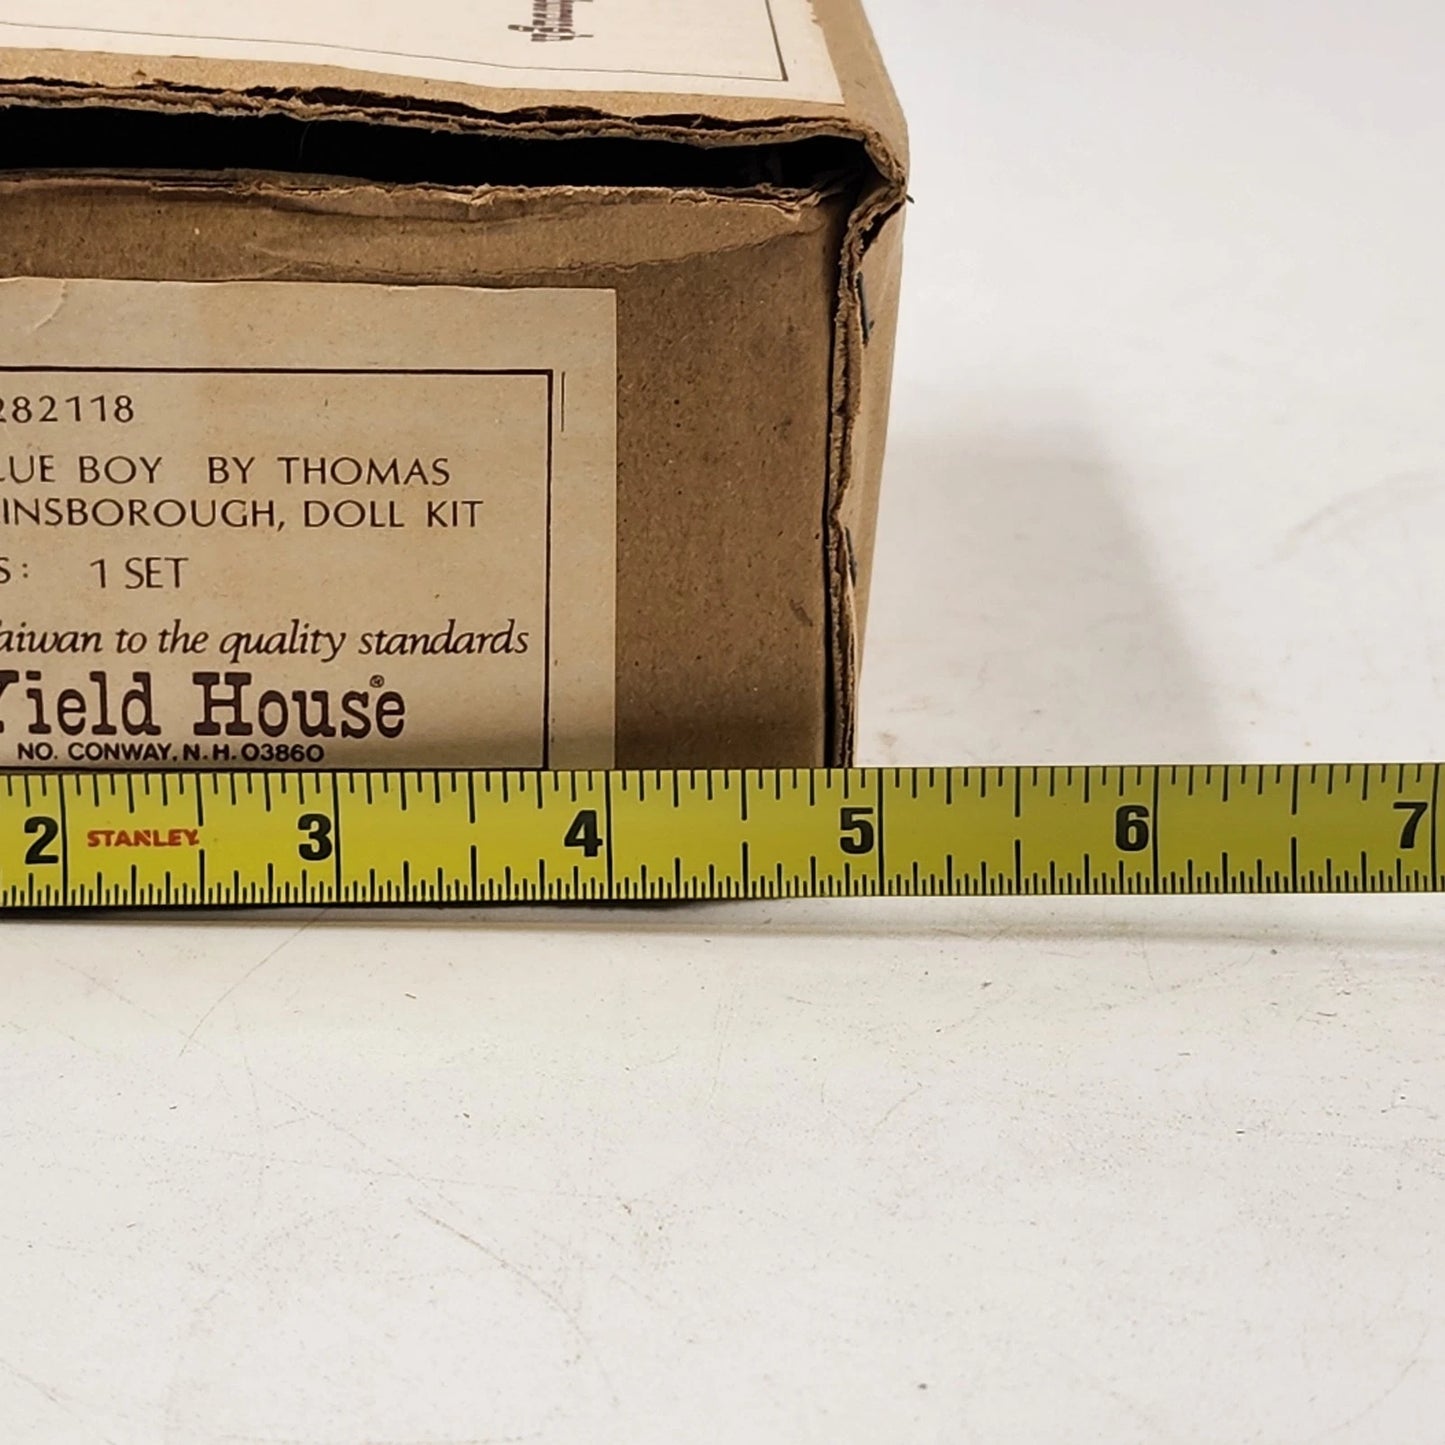 282118
LUE BOY BY THOMAS
INSBOROUGH, DOLL KIT
S: 1 SET
aiwan to the quality standards
Yield House®
NO. CONWAY, N.H. 03860
2 STANLEY 3 4 5 6 7